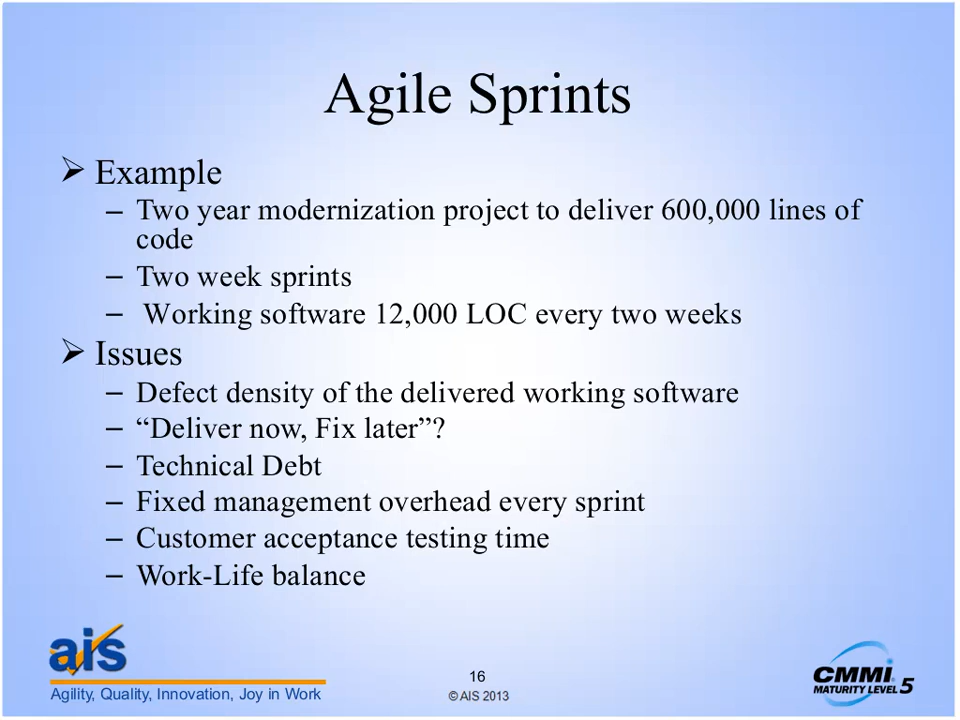 Agile Sprints
➢ Example
– Two year modernization project to deliver 600,000 lines of
code
– Two week sprints
– Working software 12,000 LOC every two weeks
➢ Issues
– Defect density of the delivered working software
– “Deliver now, Fix later”?
– Technical Debt
– Fixed management overhead every sprint
– Customer acceptance testing time
– Work-Life balance
ais
Agility, Quality, Innovation, Joy in Work
16
© AIS 2013
CMMI
MATURITY LEVEL 5